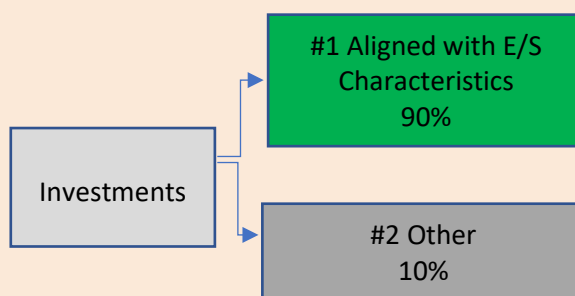 #1 Aligned with E/S
Characteristics
90%
Investments
#2 Other
10%